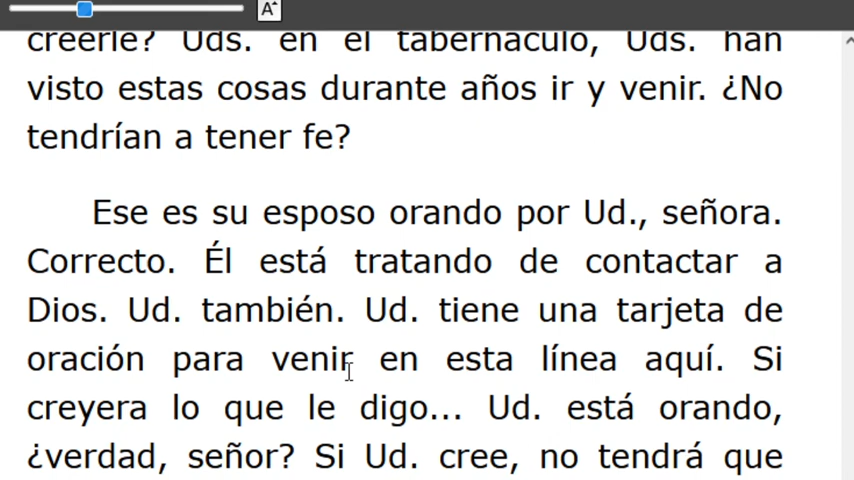 A
creerle? Uds. en el tabernáculo, Uds. han
visto estas cosas durante años ir y venir. ¿No
tendrían a tener fe?
Ese es su esposo orando por Ud., señora.
Correcto. Él está tratando de contactar a
Dios. Ud. también. Ud. tiene una tarjeta de
oración para venir en esta línea aquí. Si
creyera lo que le digo... Ud. está orando,
¿verdad, señor? Si Ud. cree, no tendrá que